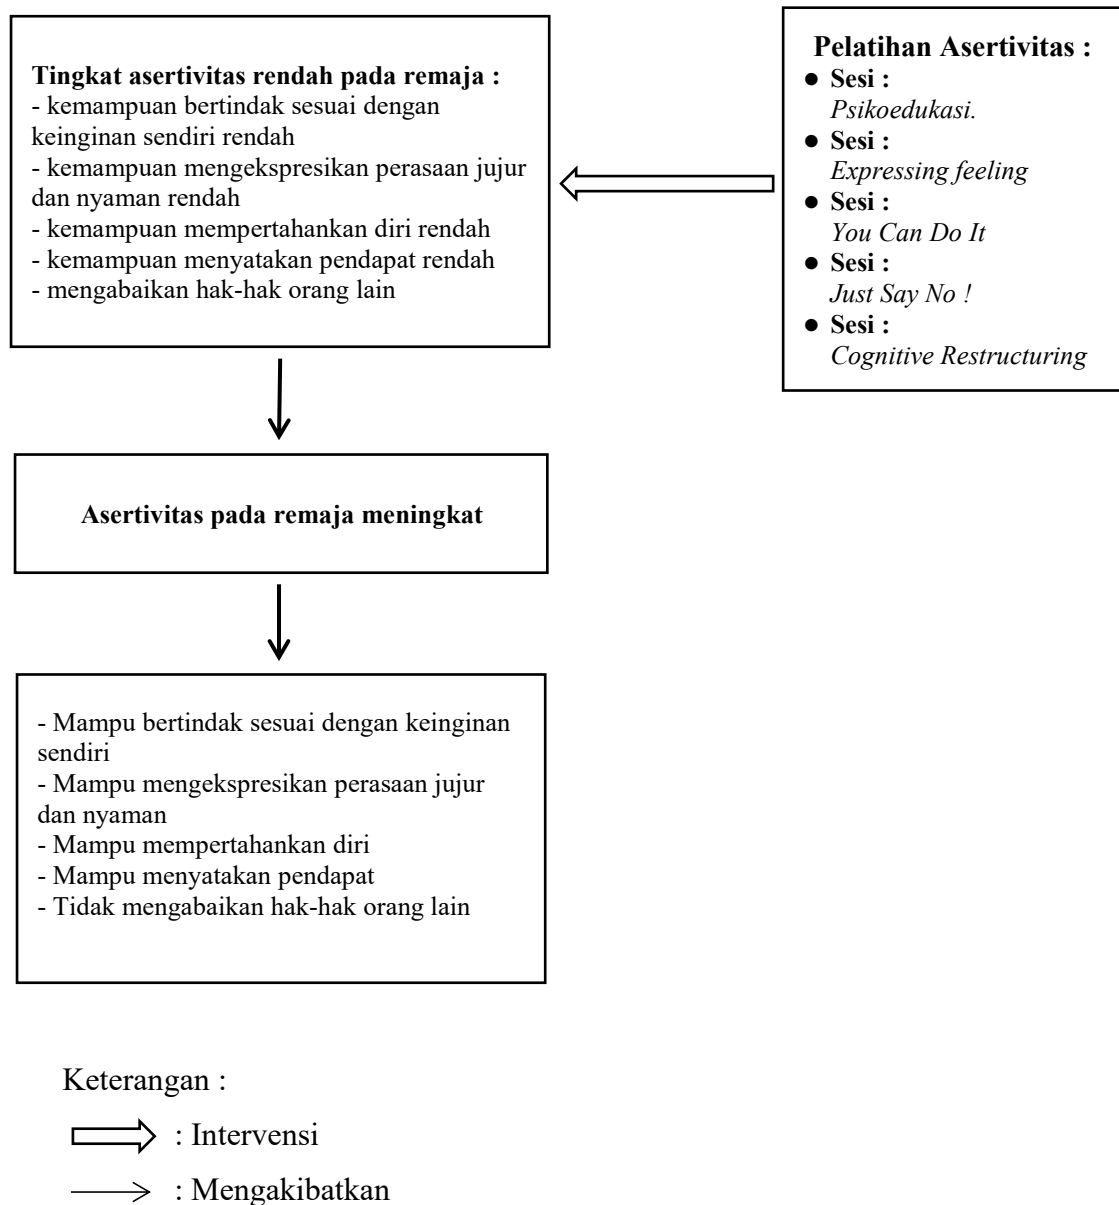 Tingkat asertivitas rendah pada remaja :
- kemampuan bertindak sesuai dengan
keinginan sendiri rendah
- kemampuan mengekspresikan perasaan jujur
dan nyaman rendah
- kemampuan mempertahankan diri rendah
- kemampuan menyatakan pendapat rendah
- mengabaikan hak-hak orang lain
Pelatihan Asertivitas :
● Sesi :
Psikoedukasi.
● Sesi :
Expressing feeling
● Sesi :
You Can Do It
● Sesi :
Just Say No !
● Sesi :
Cognitive Restructuring
Asertivitas pada remaja meningkat
- Mampu bertindak sesuai dengan keinginan
sendiri
- Mampu mengekspresikan perasaan jujur
dan nyaman
- Mampu mempertahankan diri
- Mampu menyatakan pendapat
- Tidak mengabaikan hak-hak orang lain
Keterangan :
: Intervensi
: Mengakibatkan